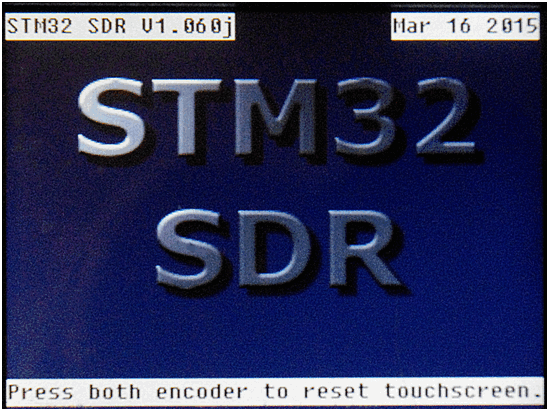 STM32 SDR V1.060j
Mar 16 2015
STM32
SDR
Press both encoder to reset touchscreen.